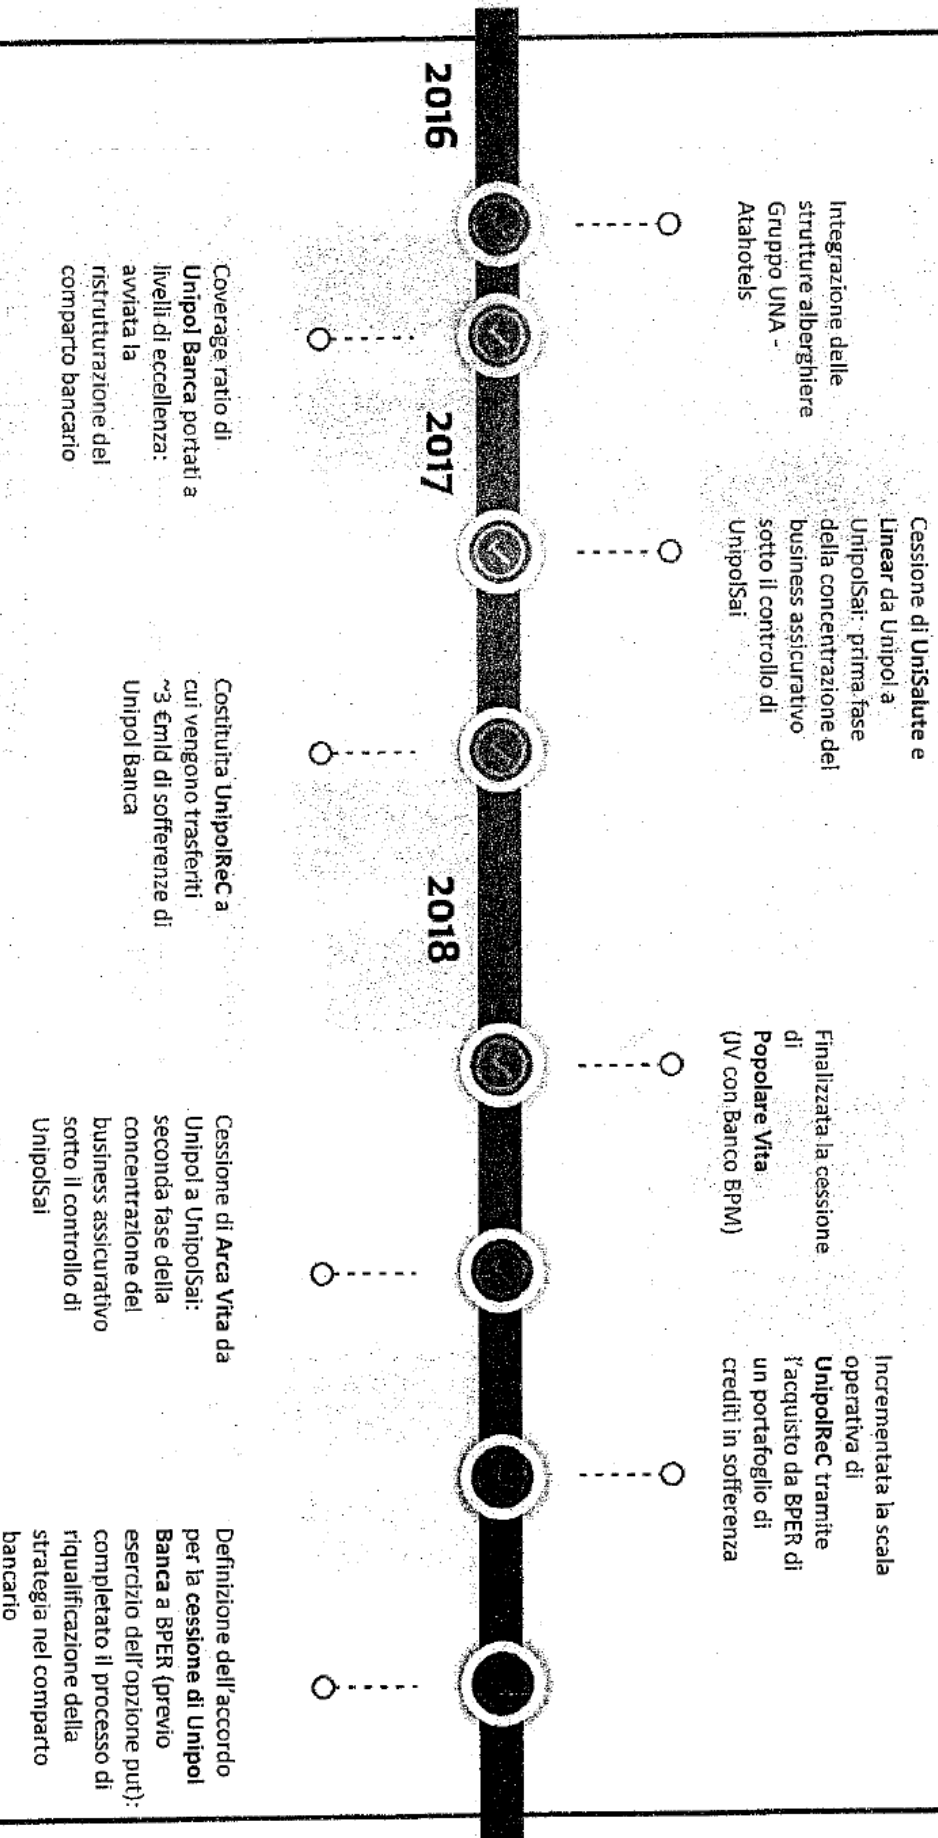 Integrazione delle
strutture alberghiere
Gruppo UNA -
Atahotels
Cessione di UniSalute e
Linear da Unipol a
UnipolSai: prima fase
della concentrazione del
business assicurativo
sotto il controllo di
UnipolSai
Finalizzata la cessione
di
Popolare Vita
(JV con Banco BPM)
Incrementata la scala
operativa di
UnipolReC tramite
l'acquisto da BPER di
un portafoglio di
crediti in sofferenza
2016
2017
2018
Coverage ratio di
Unipol Banca portati a
livelli di eccellenza:
avviata la
ristrutturazione del
comparto bancario
Costituita UnipolReC a
cui vengono trasferiti
~3 €mld di sofferenze di
Unipol Banca
Cessione di Arca Vita da
Unipol a UnipolSai:
seconda fase della
concentrazione del
business assicurativo
sotto il controllo di
UnipolSai
Definizione dell'accordo
per la cessione di Unipol
Banca a BPER (previo
esercizio dell'opzione put):
completato il processo di
riqualificazione della
strategia nel comparto
bancario